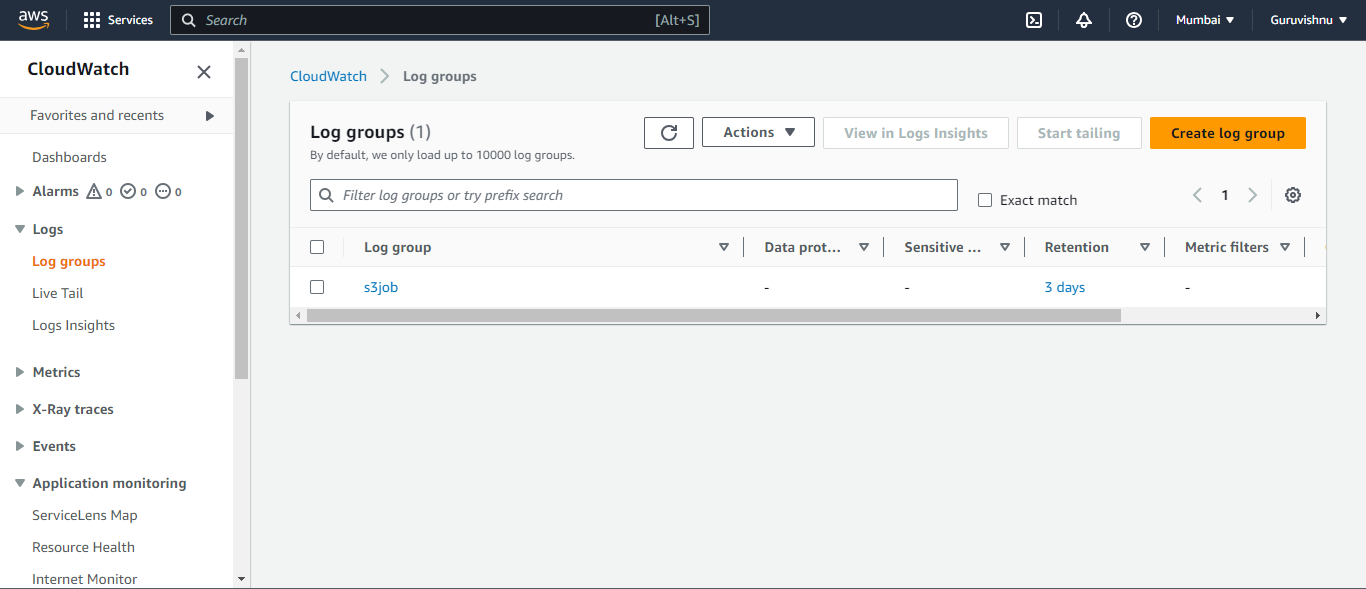 aws
Services
Search
[Alt+S]
Mumbai
Guruvishnu
CloudWatch
Favorites and recents
Dashboards
Alarms 0 0 0
Logs
Log groups
Live Tail
Logs Insights
Metrics
X-Ray traces
Events
Application monitoring
ServiceLens Map
Resource Health
Internet Monitor
CloudWatch
Log groups
Log groups (1)
By default, we only load up to 10000 log groups.
Actions
View in Logs Insights
Start tailing
Create log group
Filter log groups or try prefix search
Exact match
1
Log group
Data prot...
Sensitive ...
Retention
Metric filters
s3job
-
-
3 days
-